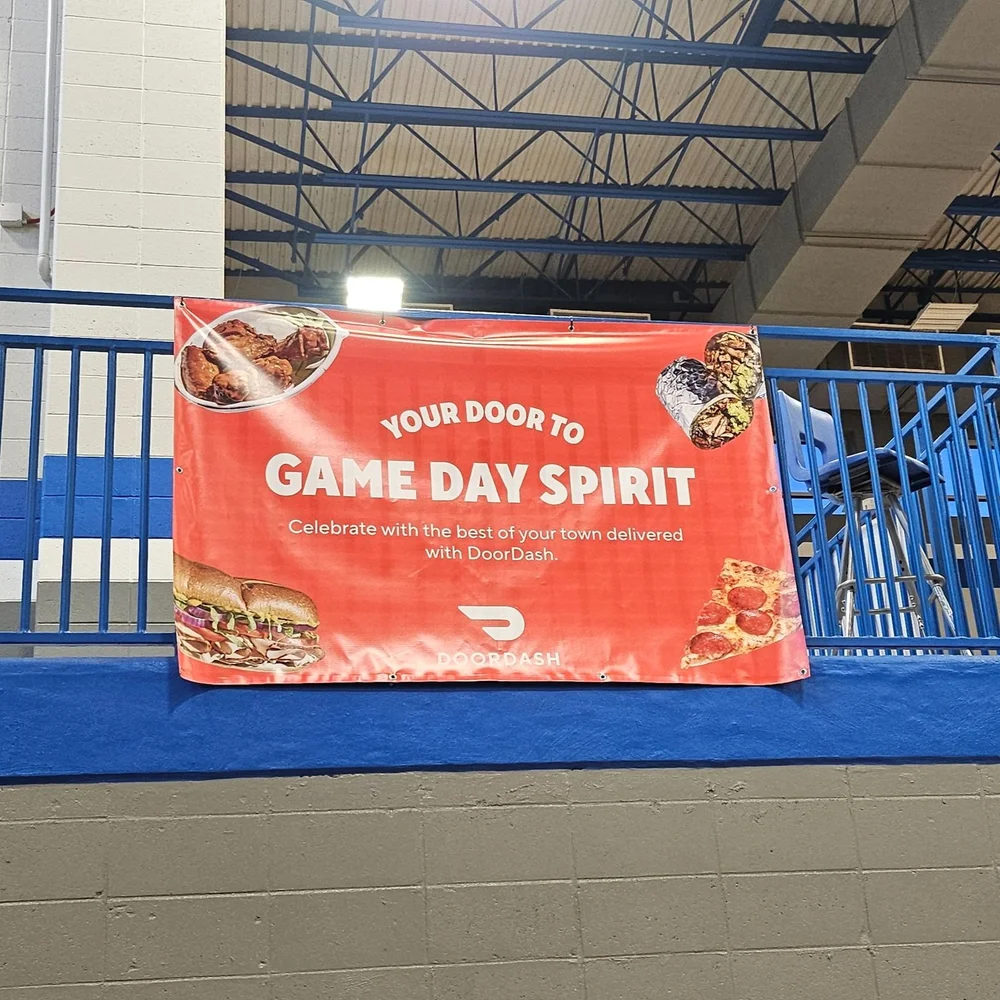 YOUR DOOR TO
GAME DAY SPIRIT
Celebrate with the best of your town delivered
with DoorDash.
DOORDASH